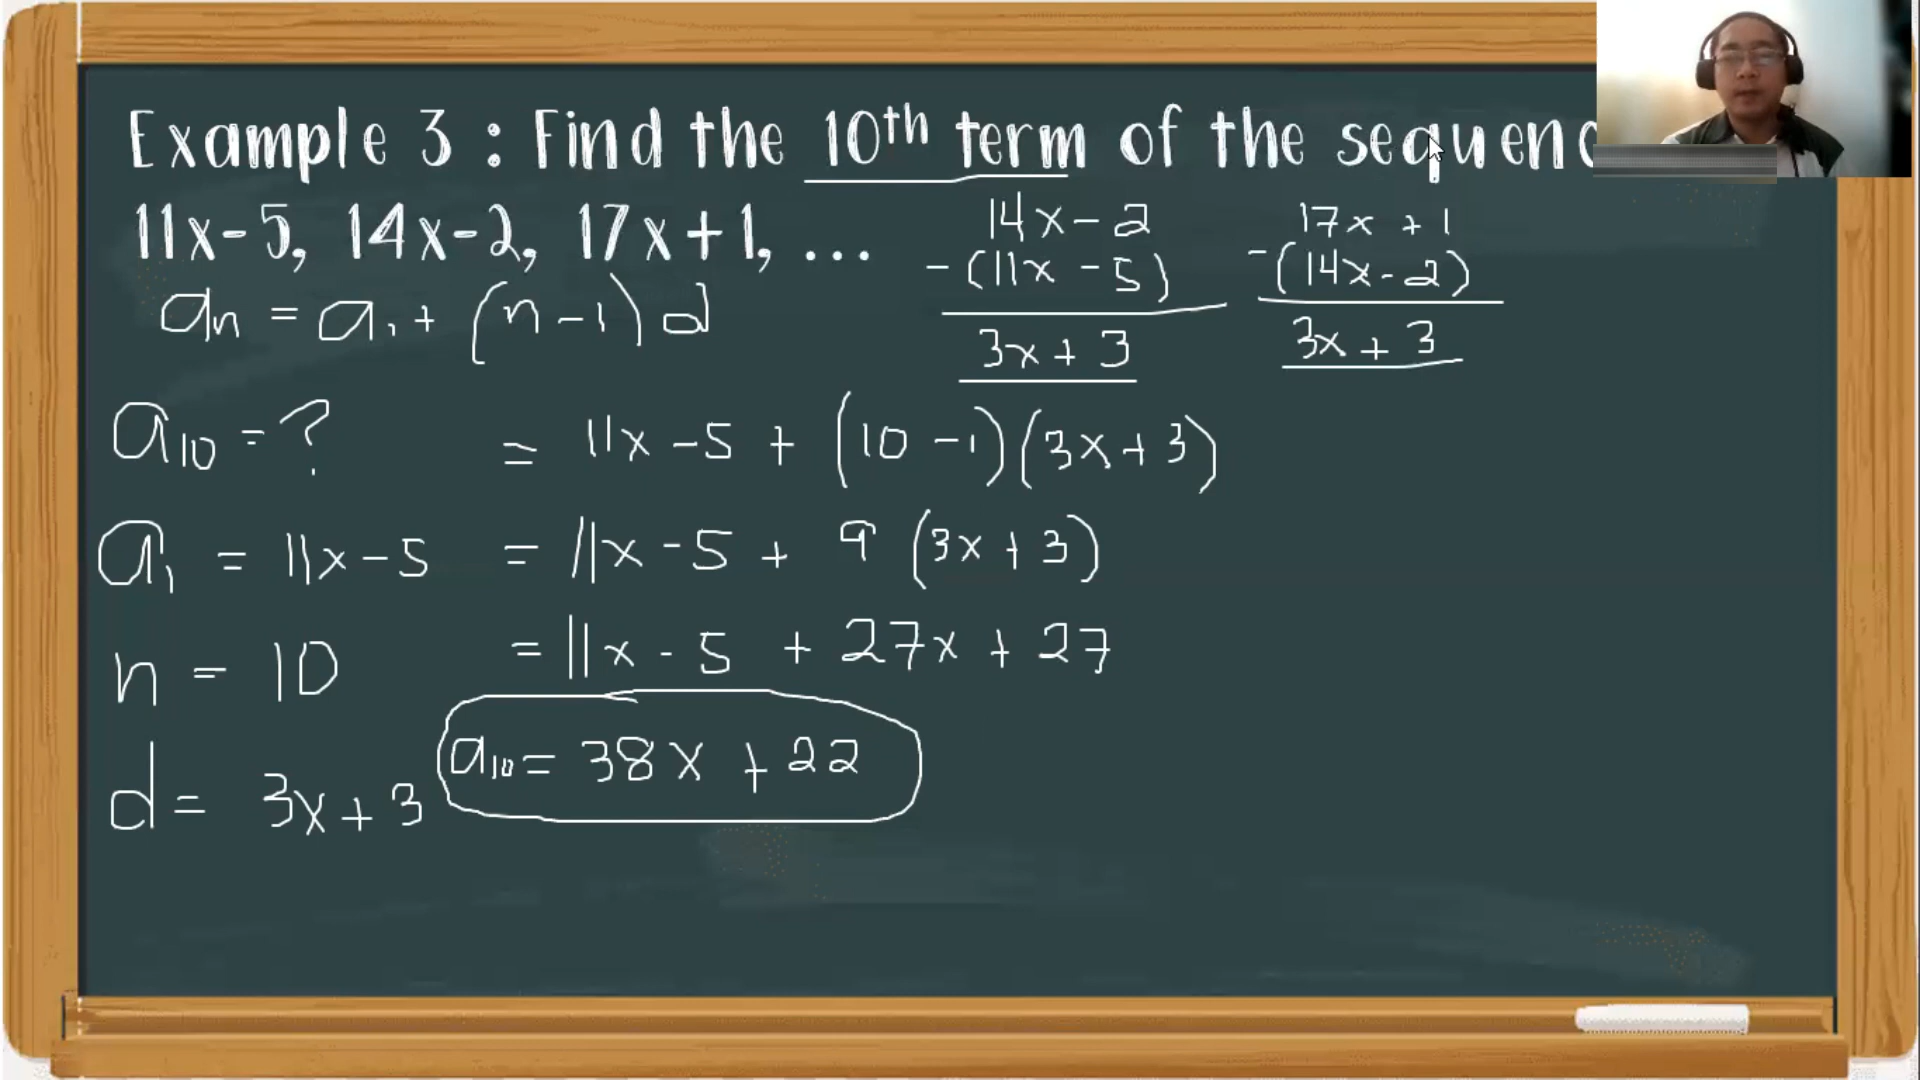 Example 3 : Find the 10th term of the sequenc
11x-5, 14x-2, 17x+1, ...
14x - 2
- (11x - 5)
3x + 3
17x + 1
- (14x - 2)
3x + 3
an = a1 + (n - 1) d
a10 = ?
= 11x - 5 + (10 - 1)(3x + 3)
a1 = 11x - 5
= 11x - 5 + 9 (3x + 3)
n = 10
= 11x - 5 + 27x + 27
a10 = 38x + 22
d = 3x + 3